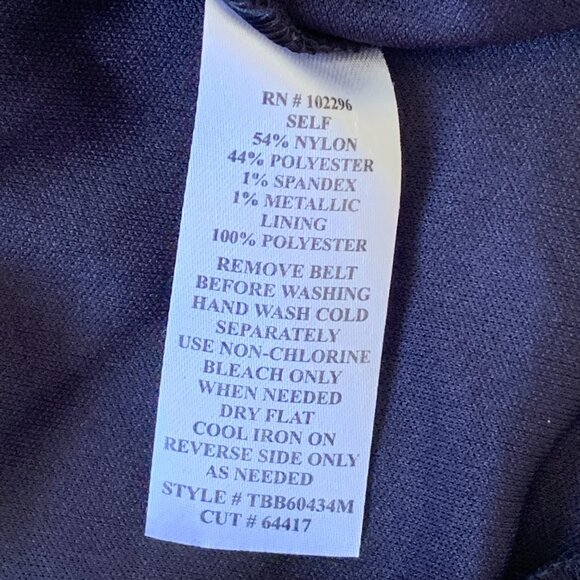 RN # 102296
SELF
54% NYLON
44% POLYESTER
1% SPANDEX
1% METALLIC
LINING
100% POLYESTER
REMOVE BELT
BEFORE WASHING
HAND WASH COLD
SEPARATELY
USE NON-CHLORINE
BLEACH ONLY
WHEN NEEDED
DRY FLAT
COOL IRON ON
REVERSE SIDE ONLY
AS NEEDED
STYLE # TBB60434M
CUT # 64417